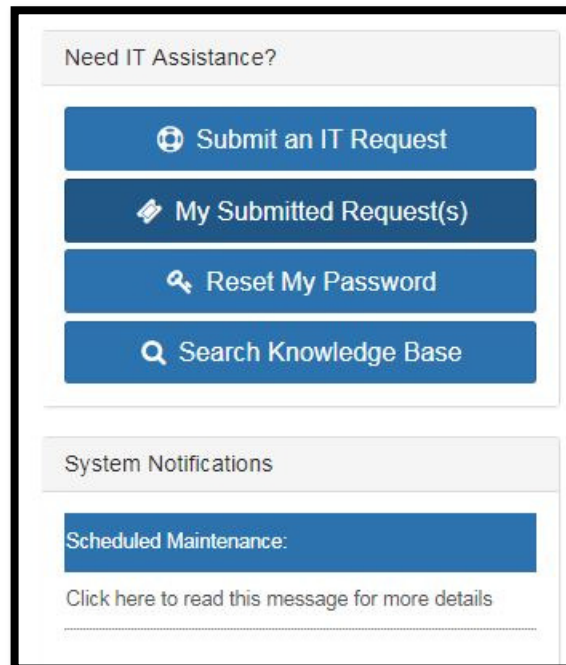 Need IT Assistance?
Submit an IT Request
My Submitted Request(s)
Reset My Password
Search Knowledge Base
System Notifications
Scheduled Maintenance:
Click here to read this message for more details